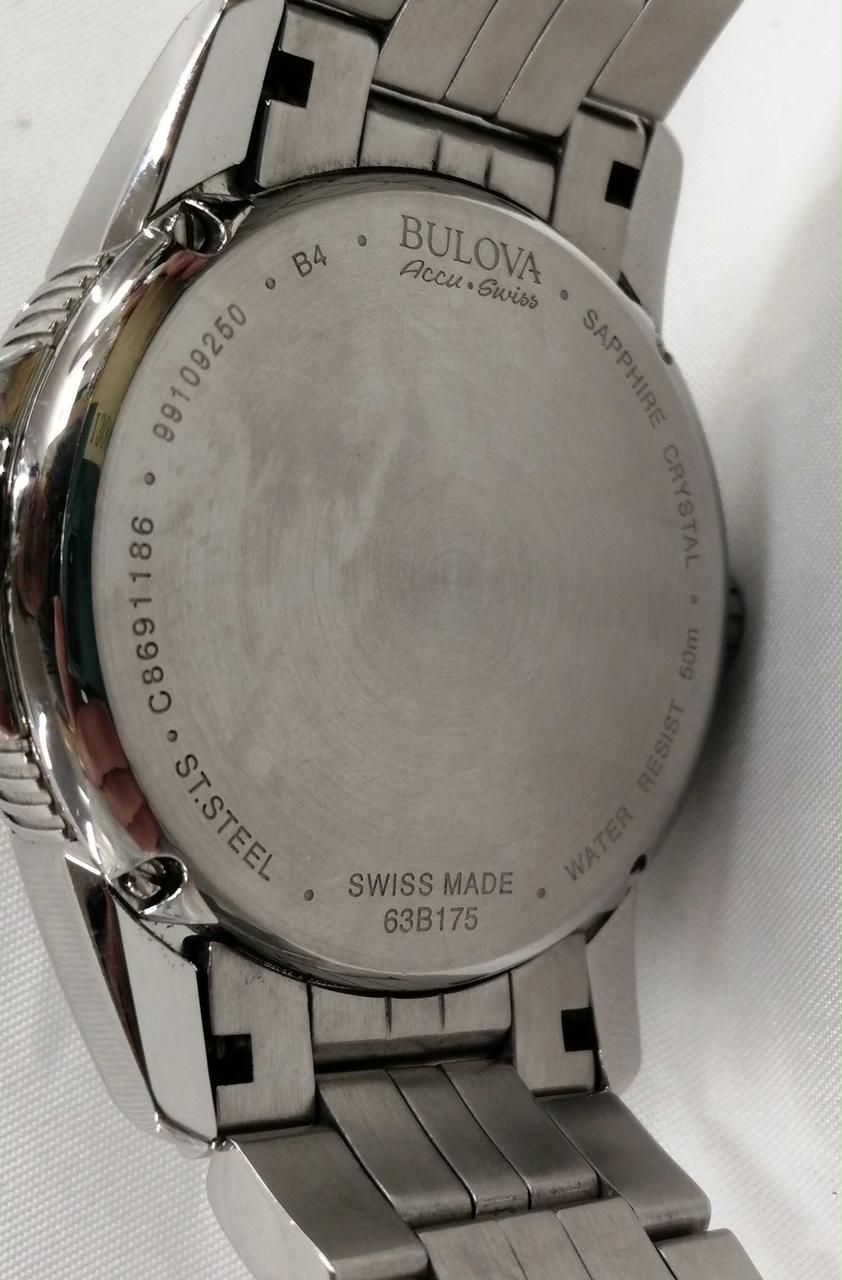 BULOVA
Accu•Swiss
• SAPPHIRE CRYSTAL • WATER RESIST 50m •
SWISS MADE
63B175
• ST.STEEL • C8691186 • 99109250 • B4 •